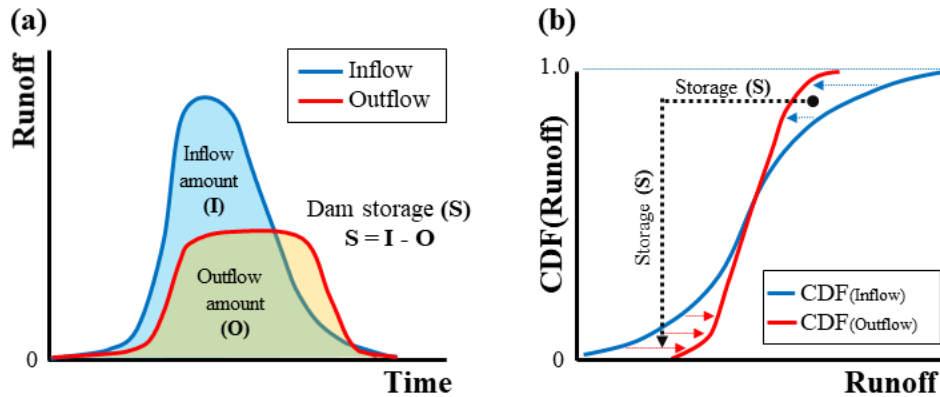 (a)
Runoff
Inflow
Outflow
Inflow
amount
(I)
Dam storage (S)
S = I - O
Outflow
amount
(O)
0
Time
(b)
CDF(Runoff)
1.0
Storage (S)
Storage (S)
CDF(Inflow)
CDF(Outflow)
0
Runoff